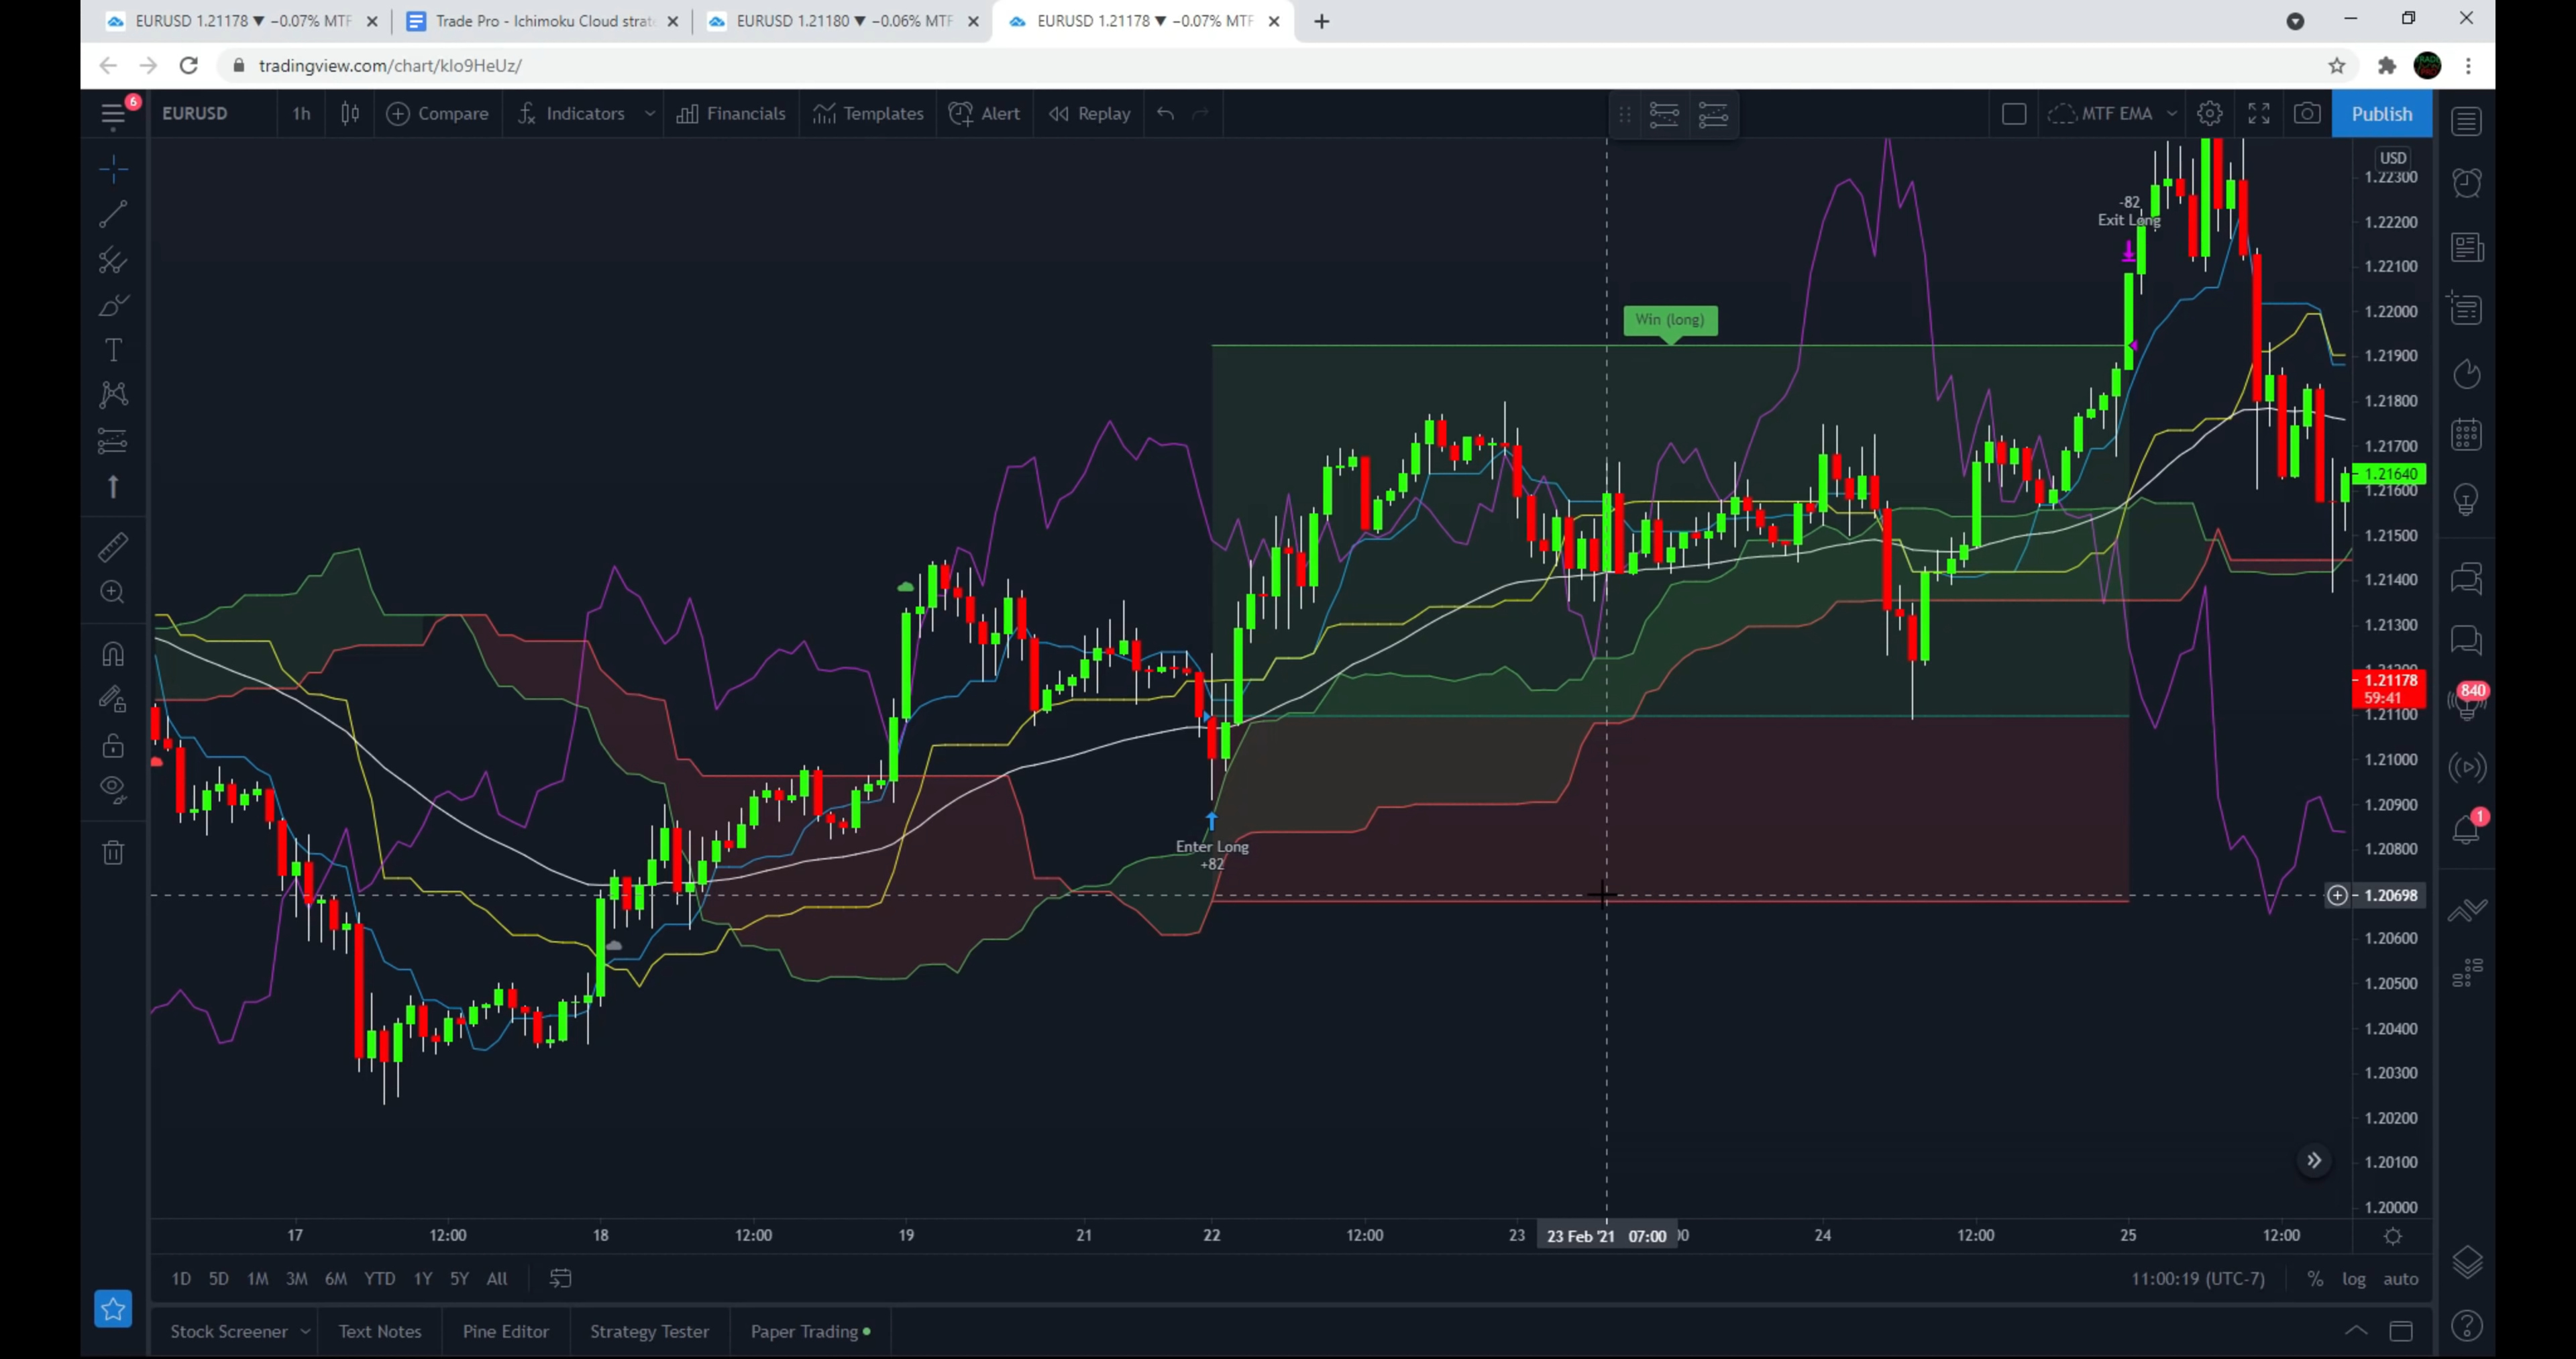 EURUSD 1.21178 ▼ −0.07% MTF
Trade Pro - Ichimoku Cloud strat
EURUSD 1.21180 ▼ −0.06% MTF
EURUSD 1.21178 ▼ −0.07% MTF
tradingview.com/chart/klo9HeUz/
6
EURUSD
1h
Compare
Indicators
Financials
Templates
Alert
Replay
MTF EMA
Publish
USD
1.22300
1.22200
1.22100
1.22000
1.21900
1.21800
1.21700
1.21640
1.21600
1.21500
1.21400
1.21300
1.21200
1.21178
59:41
1.21100
1.21000
1.20900
1.20800
1.20698
1.20600
1.20500
1.20400
1.20300
1.20200
1.20100
1.20000
-82
Exit Long
Win (long)
Enter Long
+82
840
1
17 12:00 18 12:00 19 21 22 12:00 23 23 Feb '21 07:00 24 12:00 25 12:00
1D 5D 1M 3M 6M YTD 1Y 5Y All
11:00:19 (UTC-7) % log auto
Stock Screener Text Notes Pine Editor Strategy Tester Paper Trading